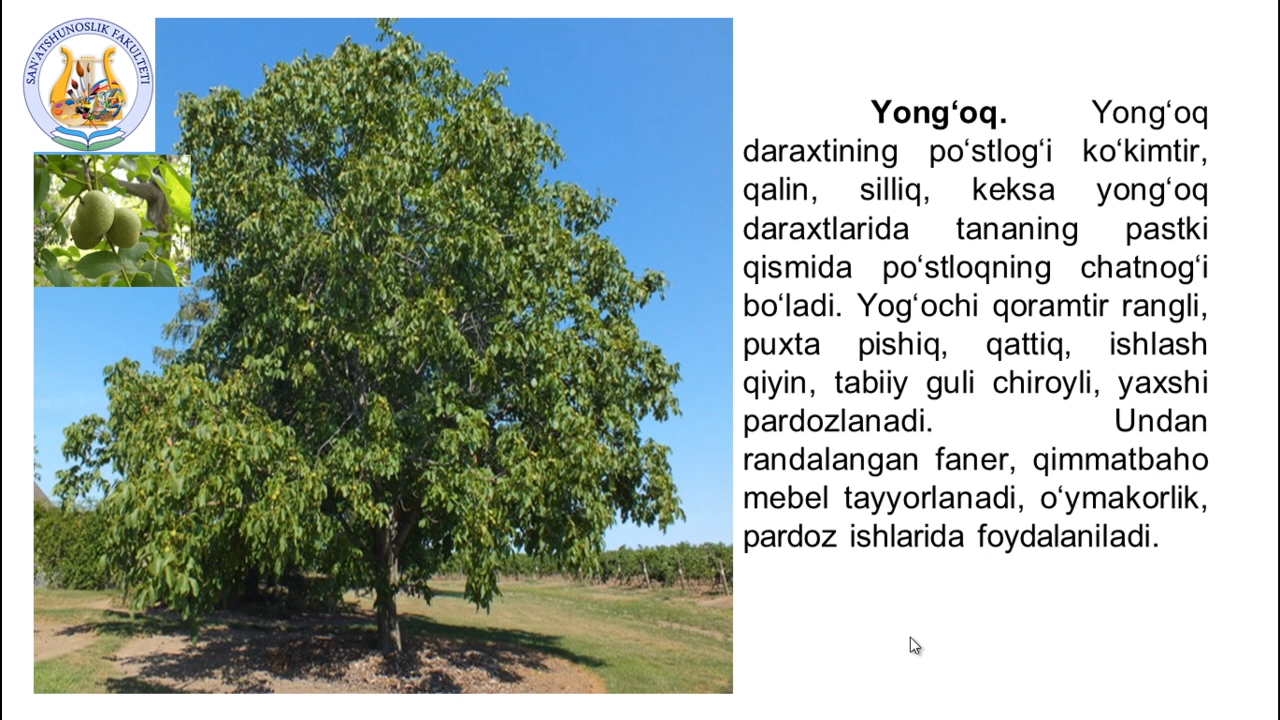 SAN'ATSHUNOSLIK FAKULTETI
Yong‘oq. Yong‘oq
daraxtining po‘stlog‘i ko‘kimtir,
qalin, silliq, keksa yong‘oq
daraxtlarida tananing pastki
qismida po‘stloqning chatnog‘i
bo‘ladi. Yog‘ochi qoramtir rangli,
puxta pishiq, qattiq, ishlash
qiyin, tabiiy guli chiroyli, yaxshi
pardozlanadi. Undan
randalangan faner, qimmatbaho
mebel tayyorlanadi, o‘ymakorlik,
pardoz ishlarida foydalaniladi.